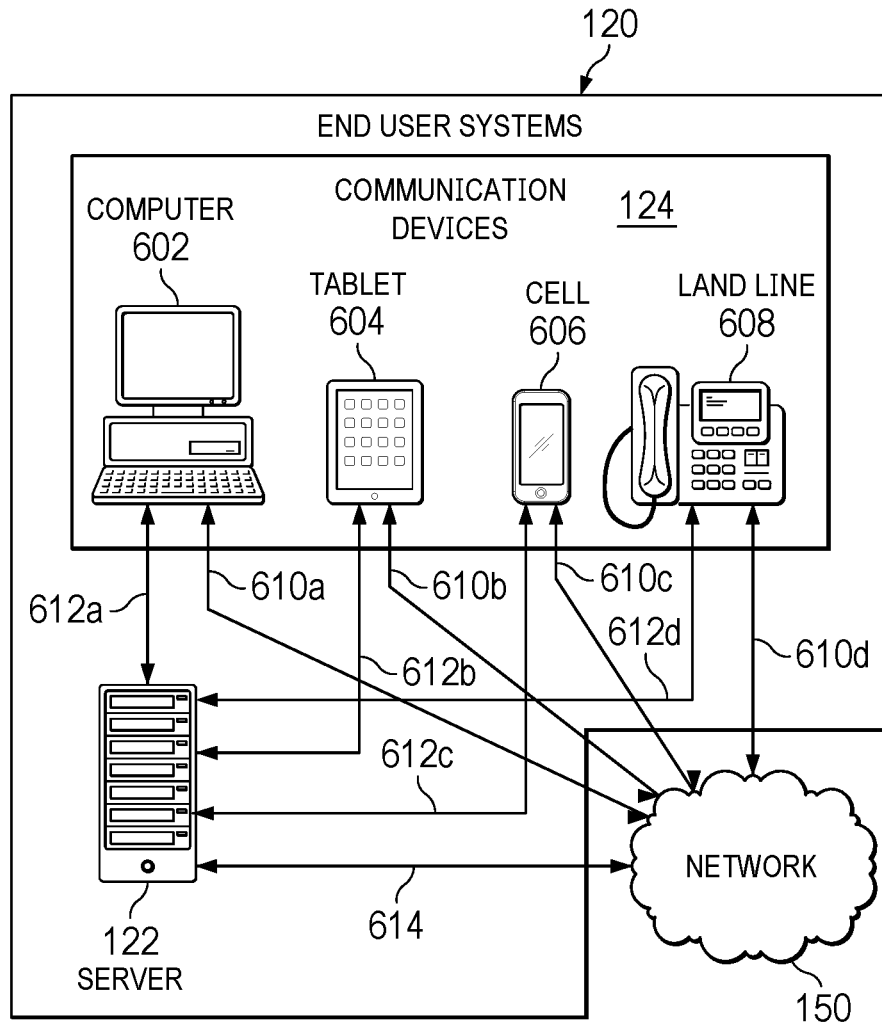 120
END USER SYSTEMS
COMMUNICATION
DEVICES
124
COMPUTER
602
TABLET
604
CELL
606
LAND LINE
608
612a
610a
610b
610c
612b
612d
610d
612c
614
NETWORK
122
SERVER
150